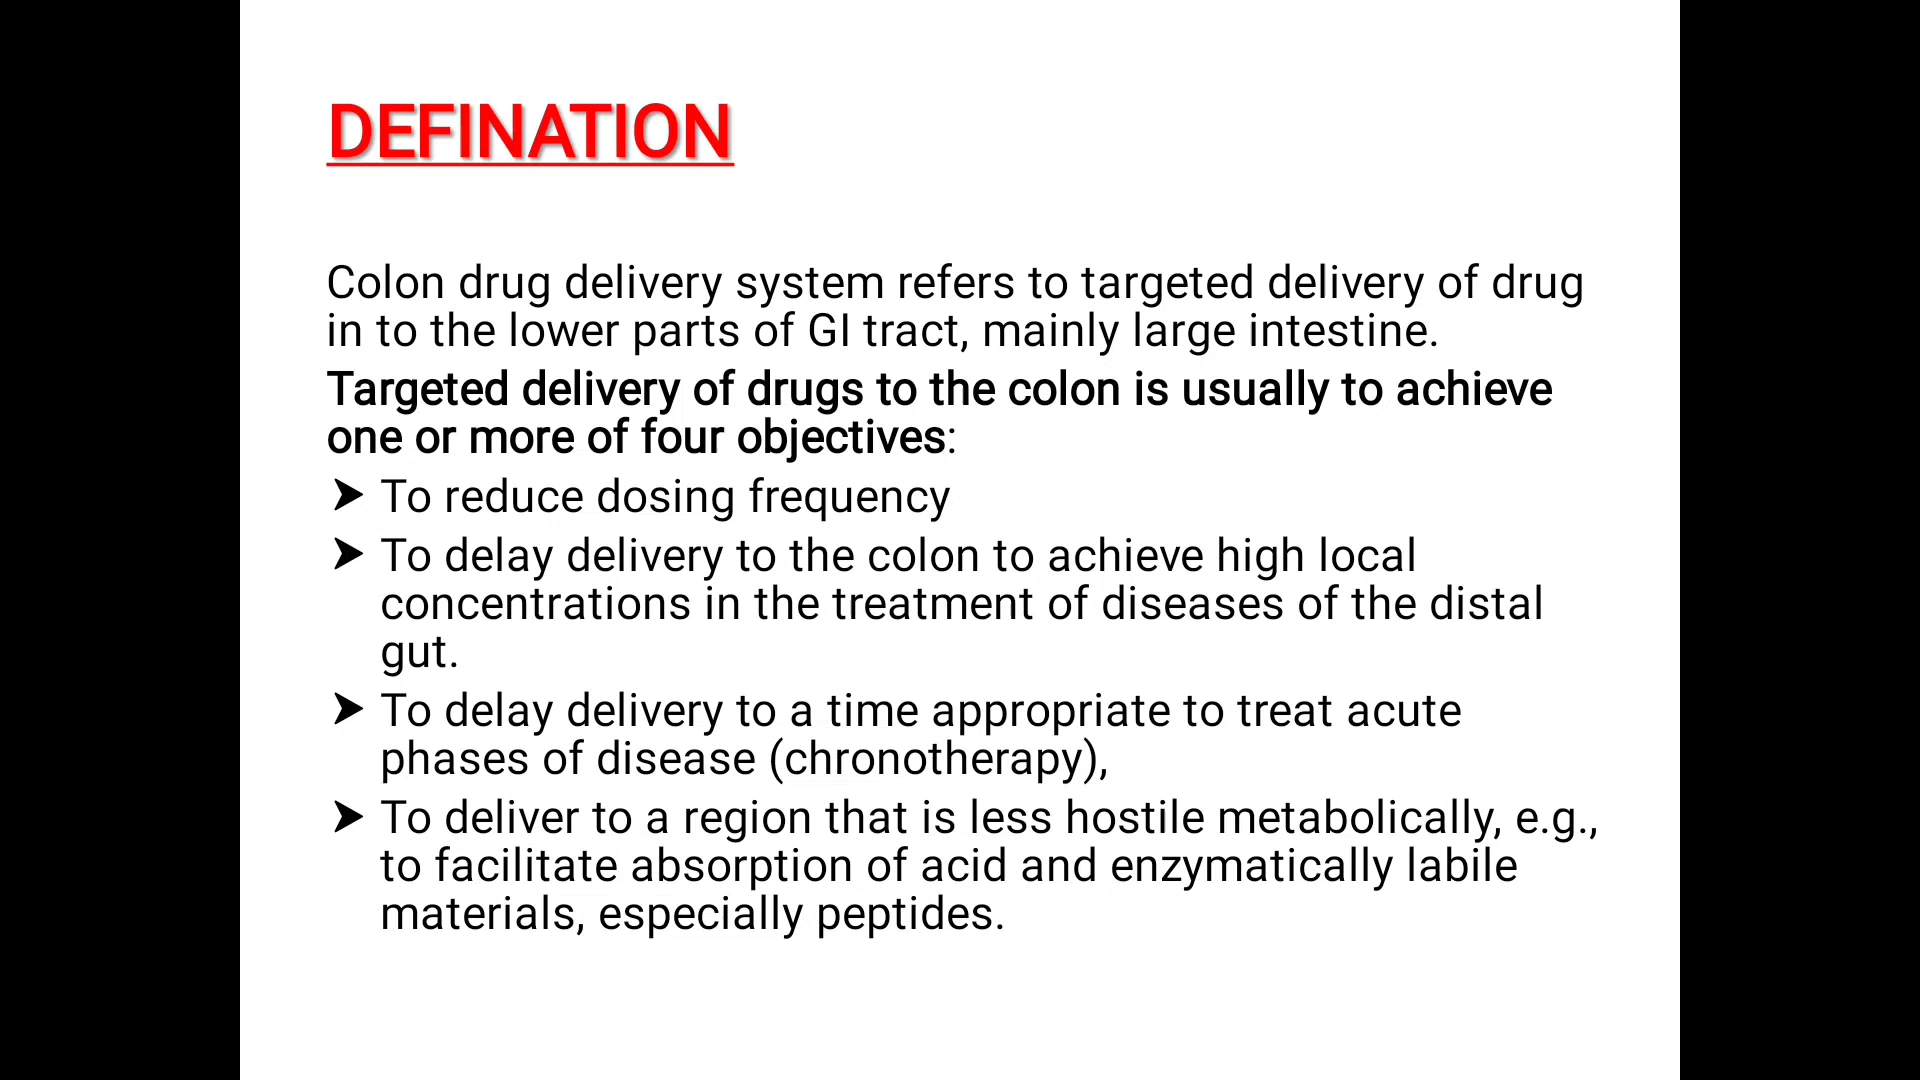 DEFINATION
Colon drug delivery system refers to targeted delivery of drug
in to the lower parts of GI tract, mainly large intestine.
Targeted delivery of drugs to the colon is usually to achieve
one or more of four objectives:
➤ To reduce dosing frequency
➤ To delay delivery to the colon to achieve high local
concentrations in the treatment of diseases of the distal
gut.
➤ To delay delivery to a time appropriate to treat acute
phases of disease (chronotherapy),
➤ To deliver to a region that is less hostile metabolically, e.g.,
to facilitate absorption of acid and enzymatically labile
materials, especially peptides.